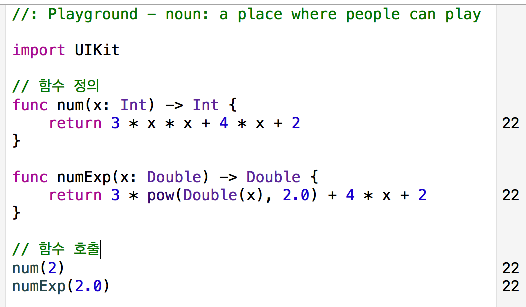 //: Playground - noun: a place where people can play
import UIKit
// 함수 정의
func num(x: Int) -> Int {
    return 3 * x * x + 4 * x + 2 22
}
func numExp(x: Double) -> Double {
    return 3 * pow(Double(x), 2.0) + 4 * x + 2 22
}
// 함수 호출
num(2) 22
numExp(2.0) 22